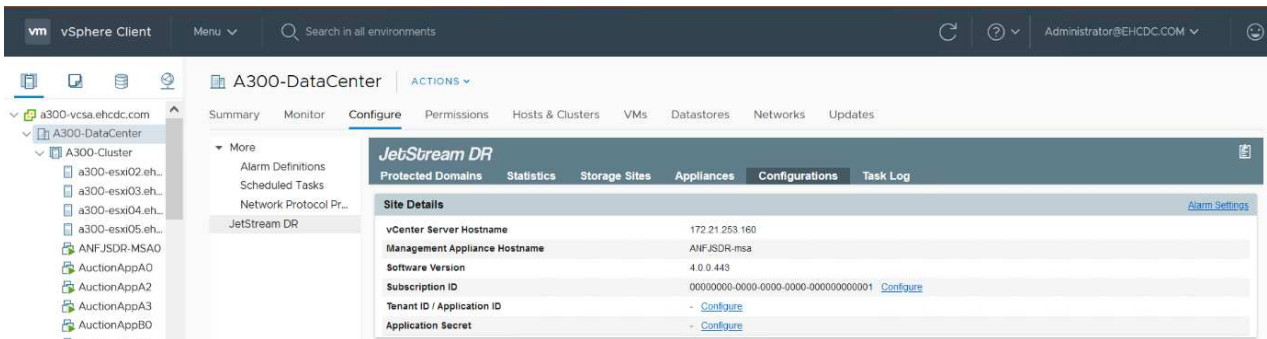 vm vSphere Client Menu Search in all environments Administrator@EHCDC.COM
A300-DataCenter ACTIONS
Summary Monitor Configure Permissions Hosts & Clusters VMs Datastores Networks Updates
a300-vcsa.ehcdc.com
A300-DataCenter
A300-Cluster
a300-esxi02.eh...
a300-esxi03.eh...
a300-esxi04.eh...
a300-esxi05.eh...
ANFJSDR-MSA0
AuctionAppA0
AuctionAppA2
AuctionAppA3
AuctionAppB0
More
Alarm Definitions
Scheduled Tasks
Network Protocol Pr...
JetStream DR
JetStream DR
Protected Domains Statistics Storage Sites Appliances Configurations Task Log
Site Details Alarm Settings
vCenter Server Hostname 172.21.253.160
Management Appliance Hostname ANFJSDR-msa
Software Version 4.0.0.443
Subscription ID 00000000-0000-0000-0000-000000000001 Configure
Tenant ID / Application ID - Configure
Application Secret - Configure